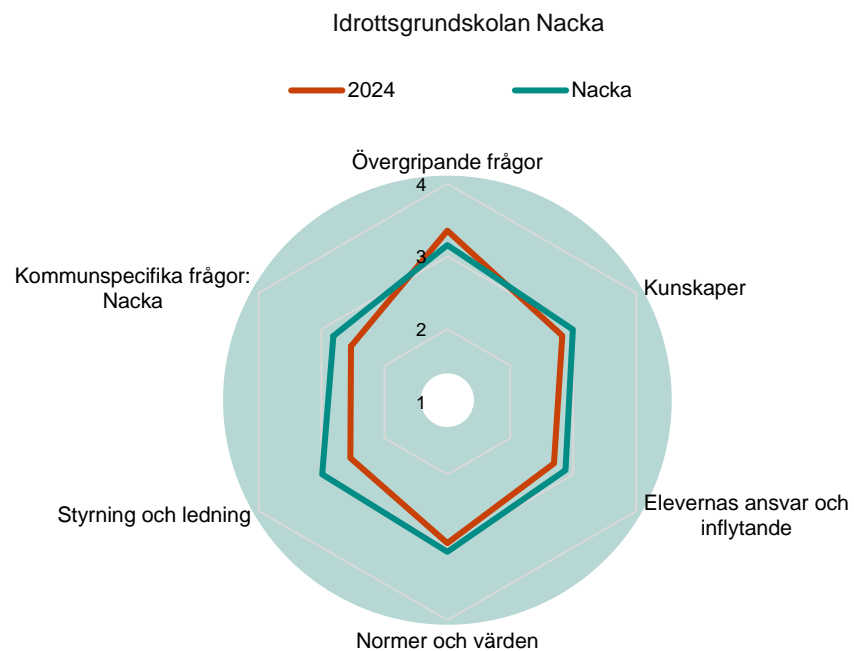 Idrottsgrundskolan Nacka
2024
Nacka
Övergripande frågor
4
3
2
1
Kunskaper
Elevernas ansvar och
inflytande
Normer och värden
Styrning och ledning
Kommunspecifika frågor:
Nacka